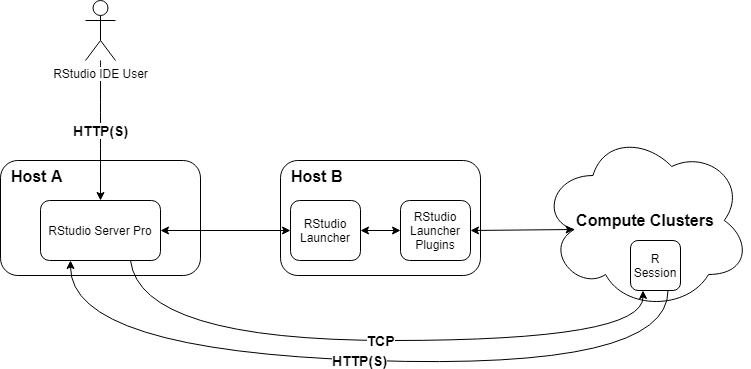 RStudio IDE User
HTTP(S)
Host A
RStudio Server Pro
Host B
RStudio
Launcher
RStudio
Launcher
Plugins
Compute Clusters
R
Session
TCP
HTTP(S)